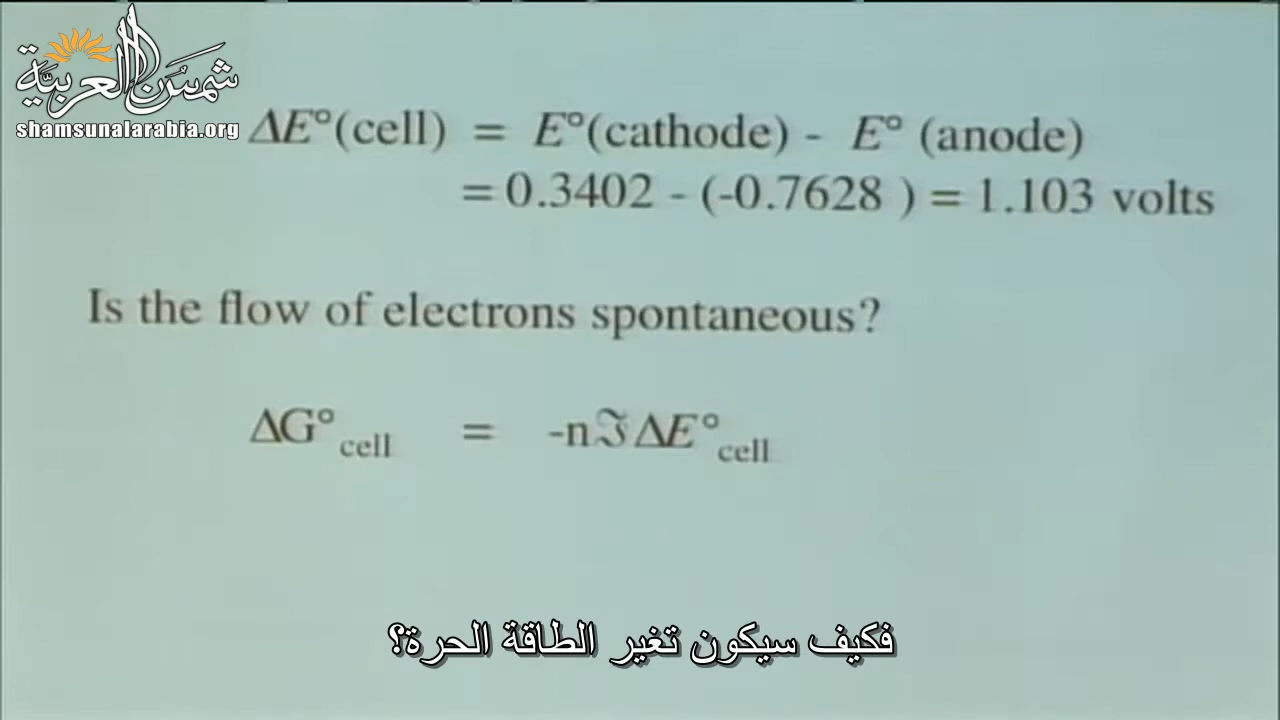 شمس العربية
shamsunalarabia.org
ΔE°(cell) = E°(cathode) - E° (anode)
= 0.3402 - (-0.7628 ) = 1.103 volts
Is the flow of electrons spontaneous?
ΔG°cell = -nℑΔE°cell
فكيف سيكون تغير الطاقة الحرة؟